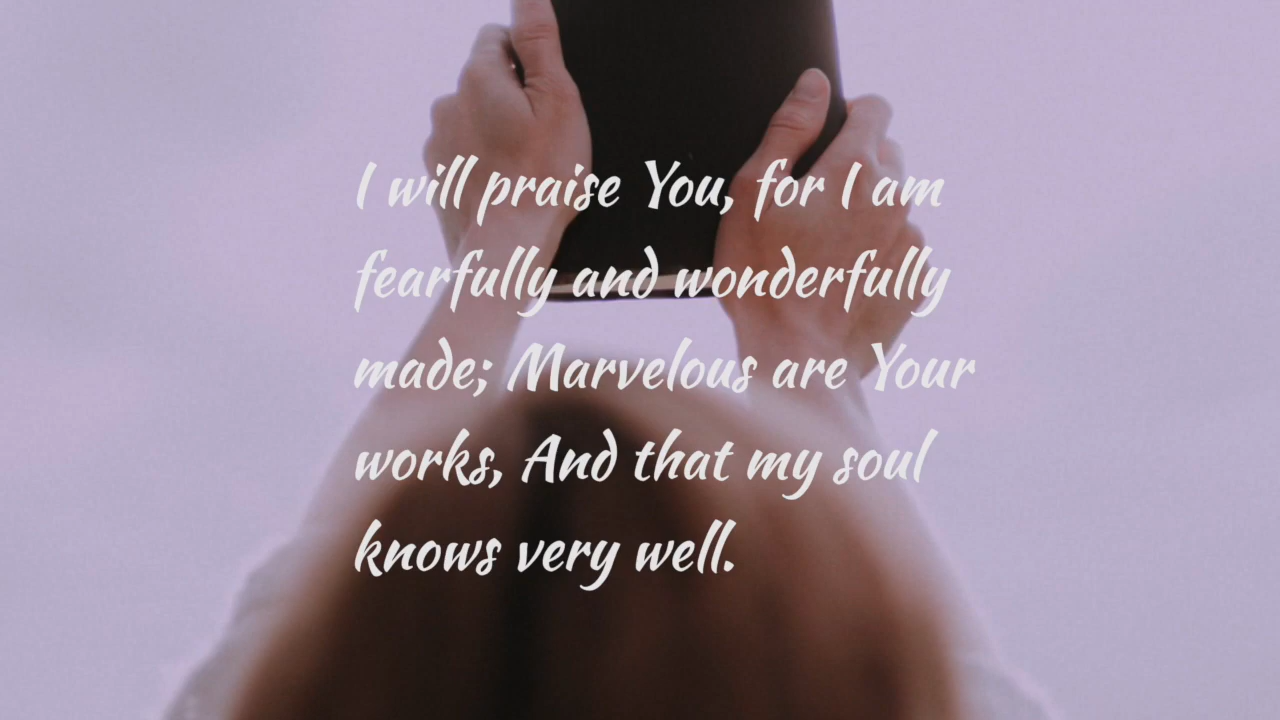 I will praise You, for I am
fearfully and wonderfully
made; Marvelous are Your
works, And that my soul
knows very well.